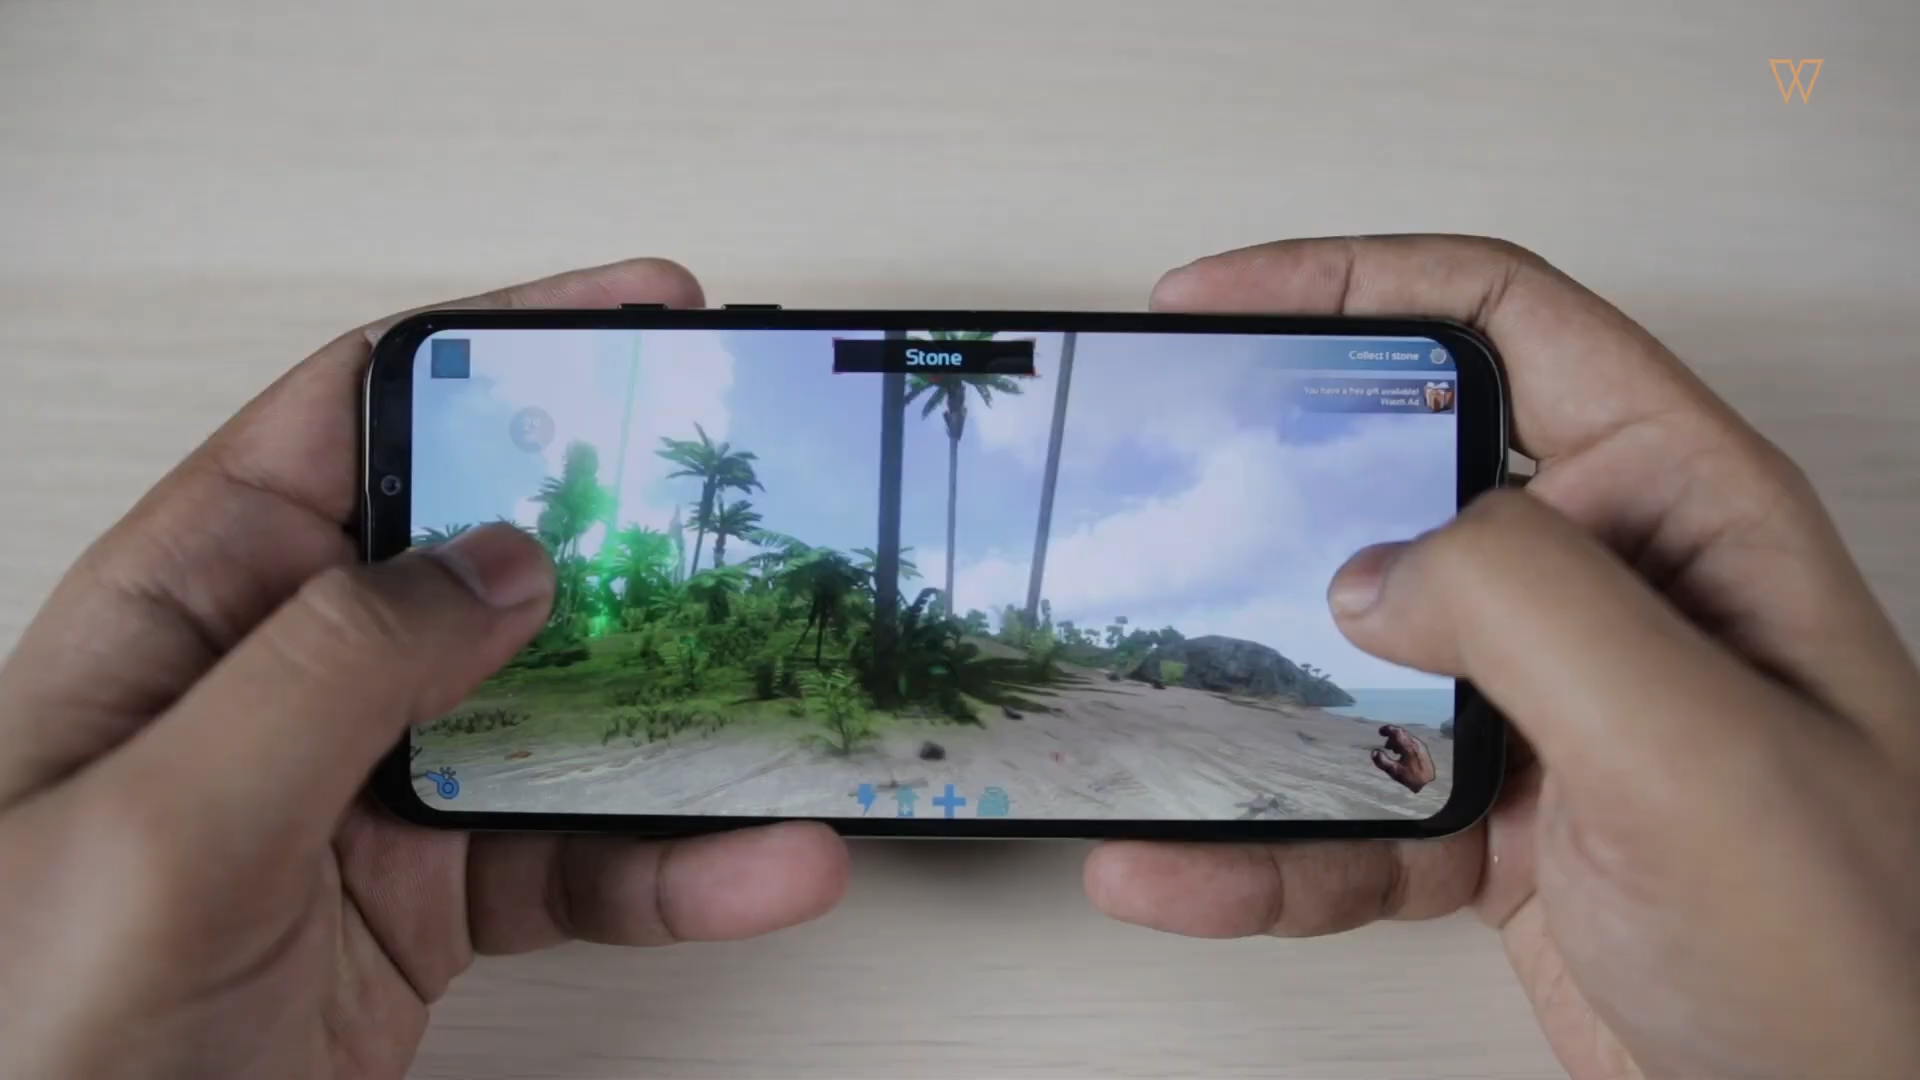 W
Stone
Collect 1 stone
You have a free gift available!
Watch Ad